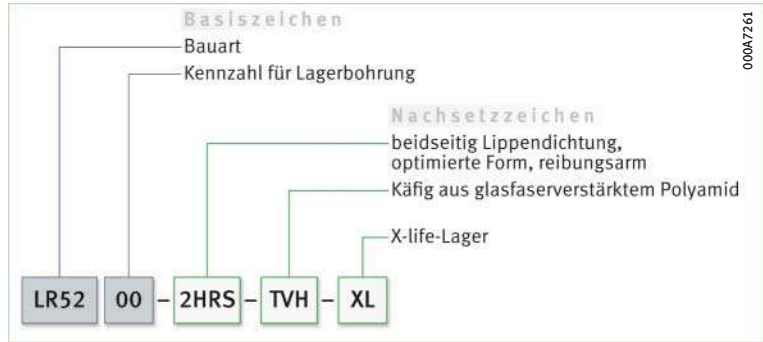 Basiszeichen
Bauart
Kennzahl für Lagerbohrung
Nachsetzzeichen
beidseitig Lippendichtung,
optimierte Form, reibungsarm
Käfig aus glasfaserverstärktem Polyamid
X-life-Lager
LR52 00 – 2HRS – TVH – XL
000A7261